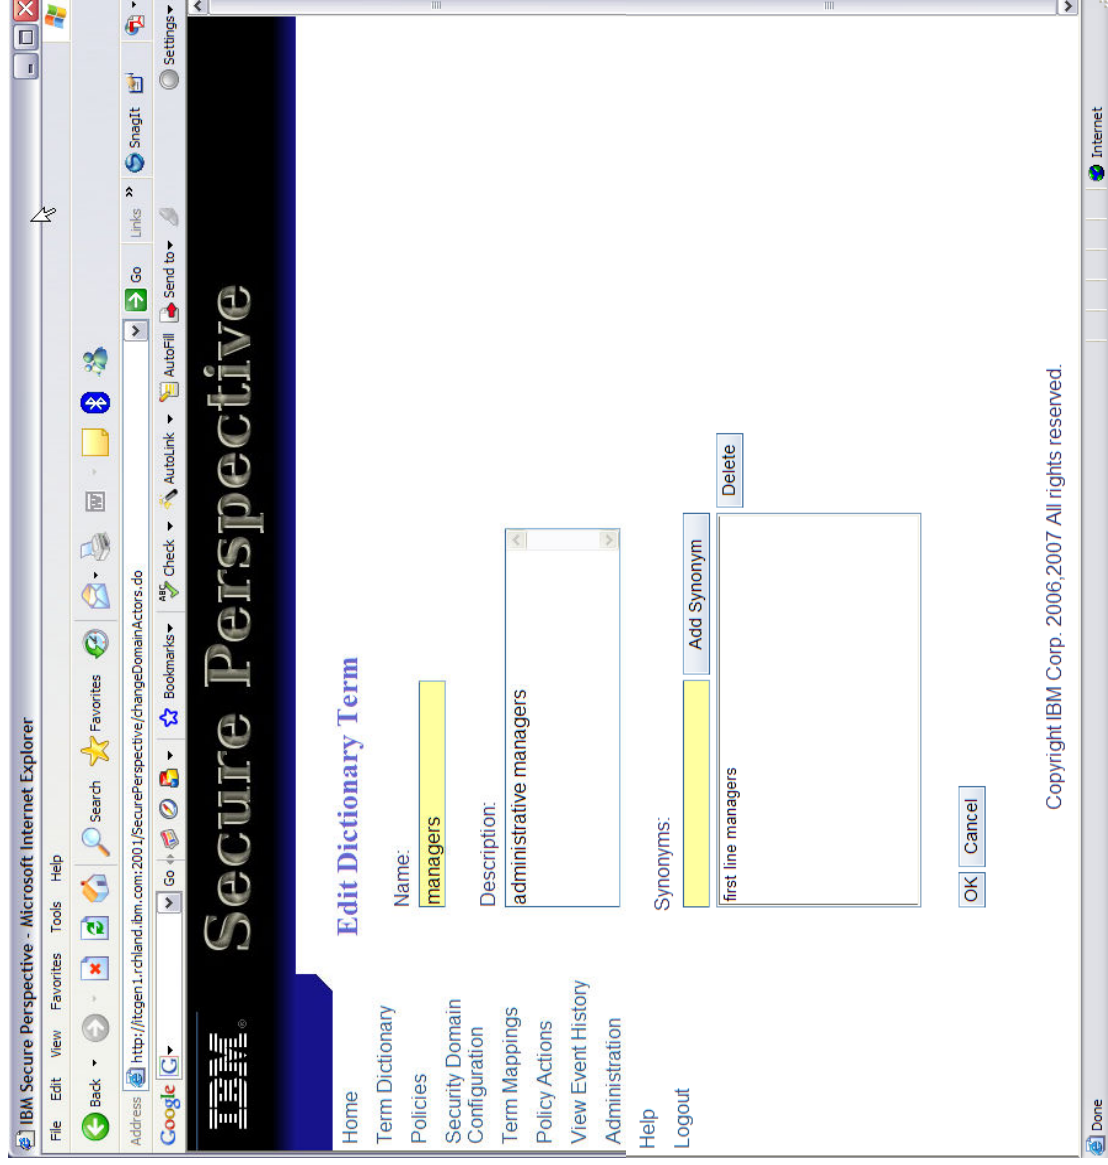 IBM Secure Perspective - Microsoft Internet Explorer
File Edit View Favorites Tools Help
Back Search Favorites
Address http://itcgen1.rchland.ibm.com:2001/SecurePerspective/changeDomainActors.do Go Links » SnagIt
Google G Go Bookmarks Check AutoLink AutoFill Send to Settings
IBM Secure Perspective
Home
Term Dictionary
Policies
Security Domain
Configuration
Term Mappings
Policy Actions
View Event History
Administration
Help
Logout
Edit Dictionary Term
Name:
managers
Description:
administrative managers
Synonyms:
Add Synonym
first line managers
Delete
OK Cancel
Copyright IBM Corp. 2006,2007 All rights reserved.
Done Internet